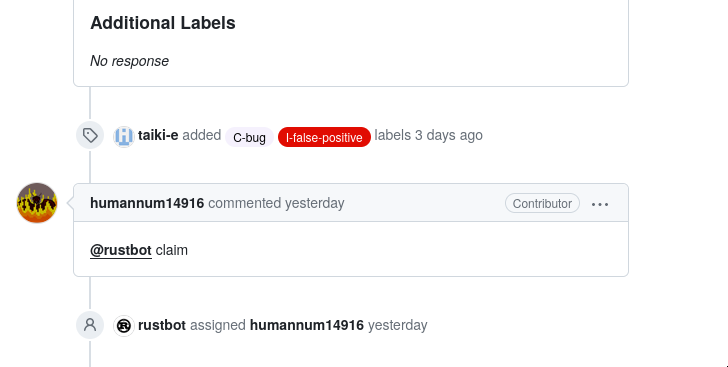 Additional Labels
No response
taiki-e added C-bug I-false-positive labels 3 days ago
humannum14916 commented yesterday Contributor ...
@rustbot claim
rustbot assigned humannum14916 yesterday